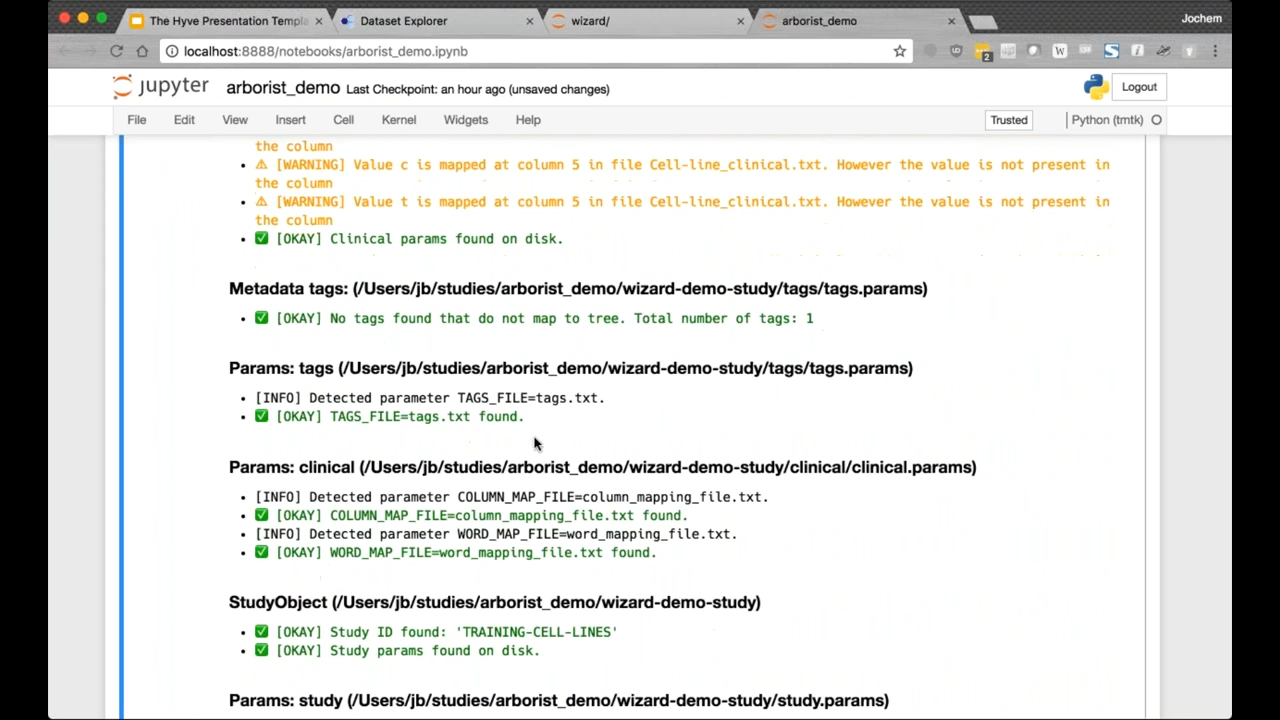 The Hyve Presentation Templa
Dataset Explorer
wizard/
arborist_demo
Jochem
localhost:8888/notebooks/arborist_demo.ipynb
2
W
S
jupyter arborist_demo Last Checkpoint: an hour ago (unsaved changes)
Logout
File Edit View Insert Cell Kernel Widgets Help
Trusted
Python (tmtk)
the column
[WARNING] Value c is mapped at column 5 in file Cell-line_clinical.txt. However the value is not present in
the column
[WARNING] Value t is mapped at column 5 in file Cell-line_clinical.txt. However the value is not present in
the column
[OKAY] Clinical params found on disk.
Metadata tags: (/Users/jb/studies/arborist_demo/wizard-demo-study/tags/tags.params)
[OKAY] No tags found that do not map to tree. Total number of tags: 1
Params: tags (/Users/jb/studies/arborist_demo/wizard-demo-study/tags/tags.params)
[INFO] Detected parameter TAGS_FILE=tags.txt.
[OKAY] TAGS_FILE=tags.txt found.
Params: clinical (/Users/jb/studies/arborist_demo/wizard-demo-study/clinical/clinical.params)
[INFO] Detected parameter COLUMN_MAP_FILE=column_mapping_file.txt.
[OKAY] COLUMN_MAP_FILE=column_mapping_file.txt found.
[INFO] Detected parameter WORD_MAP_FILE=word_mapping_file.txt.
[OKAY] WORD_MAP_FILE=word_mapping_file.txt found.
StudyObject (/Users/jb/studies/arborist_demo/wizard-demo-study)
[OKAY] Study ID found: 'TRAINING-CELL-LINES'
[OKAY] Study params found on disk.
Params: study (/Users/jb/studies/arborist_demo/wizard-demo-study/study.params)